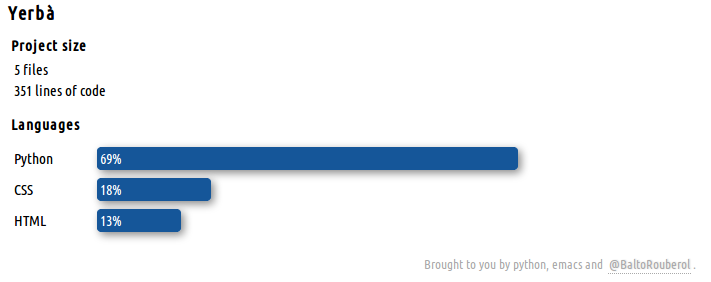 Yerbà
Project size
5 files
351 lines of code
Languages
Python 69%
CSS 18%
HTML 13%
Brought to you by python, emacs and @BaltoRouberol .